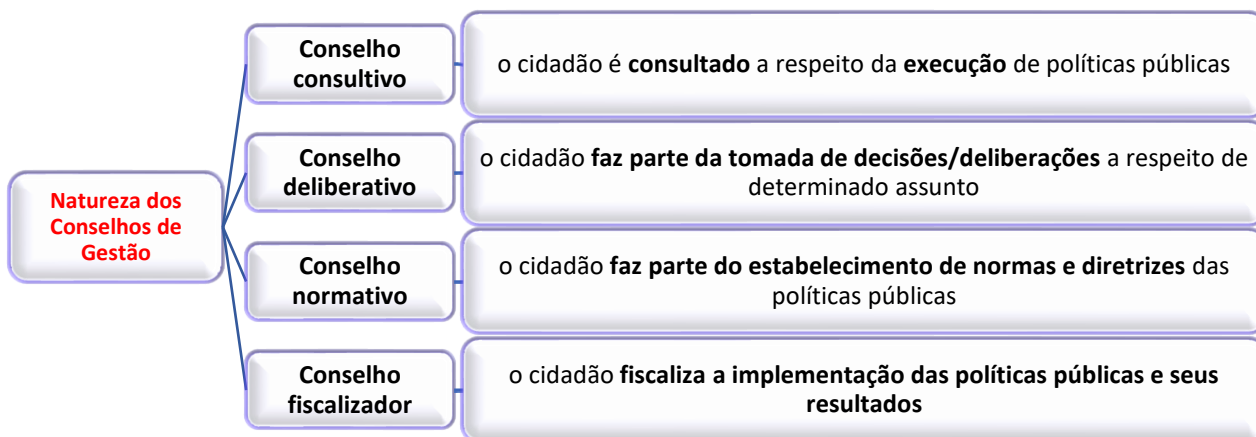 Natureza dos
Conselhos de
Gestão
Conselho
consultivo
o cidadão é consultado a respeito da execução de políticas públicas
Conselho
deliberativo
o cidadão faz parte da tomada de decisões/deliberações a respeito de
determinado assunto
Conselho
normativo
o cidadão faz parte do estabelecimento de normas e diretrizes das
políticas públicas
Conselho
fiscalizador
o cidadão fiscaliza a implementação das políticas públicas e seus
resultados